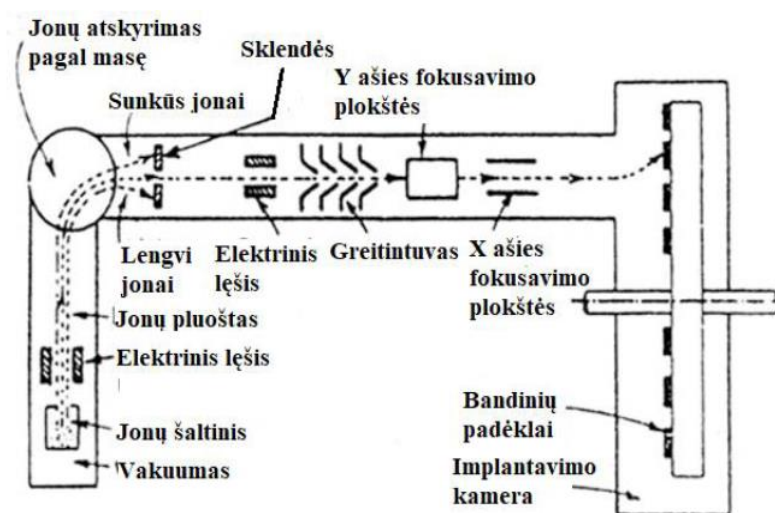 Jonų atskyrimas
pagal masę
Sklendės
Sunkūs jonai
Y ašies fokusavimo
plokštės
Lengvi
jonai
Elektrinis
lęšis
Greitintuvas
X ašies
fokusavimo
plokštės
Jonų pluoštas
Elektrinis lęšis
Jonų šaltinis
Vakuumas
Bandinių
padėklai
Implantavimo
kamera